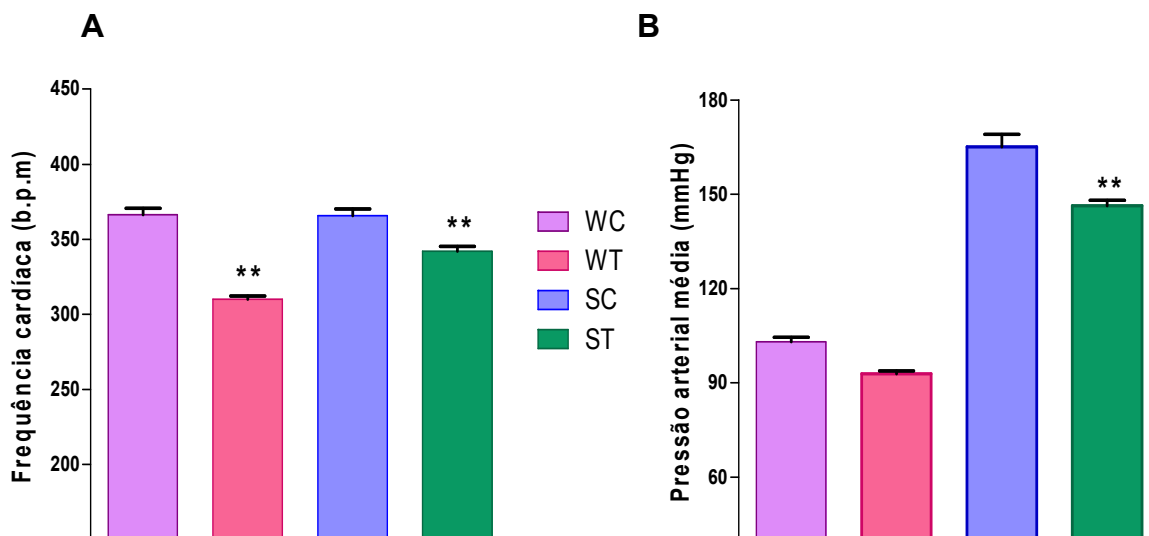 A
B
Frequência cardíaca (b.p.m)
450
400
350
300
250
200
**
**
WC
WT
SC
ST
Pressão arterial média (mmHg)
180
150
120
90
60
**